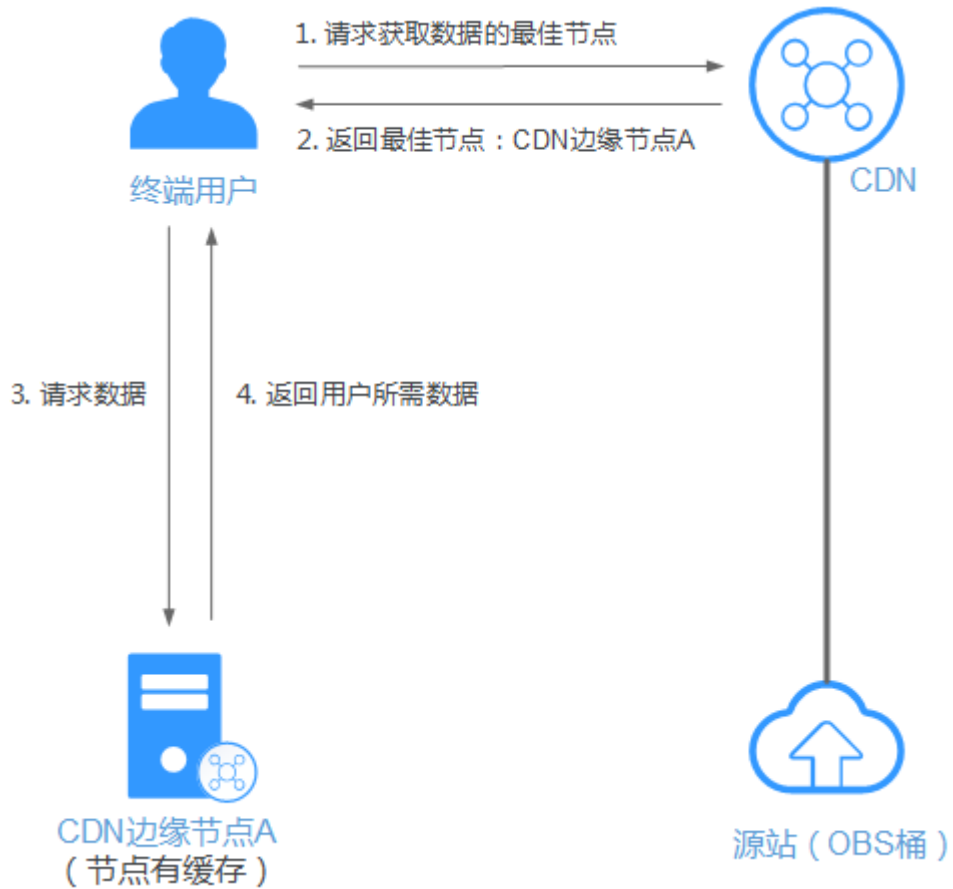 1. 请求获取数据的最佳节点
2. 返回最佳节点：CDN边缘节点A
终端用户
CDN
3. 请求数据
4. 返回用户所需数据
CDN边缘节点A
（节点有缓存）
源站（OBS桶）